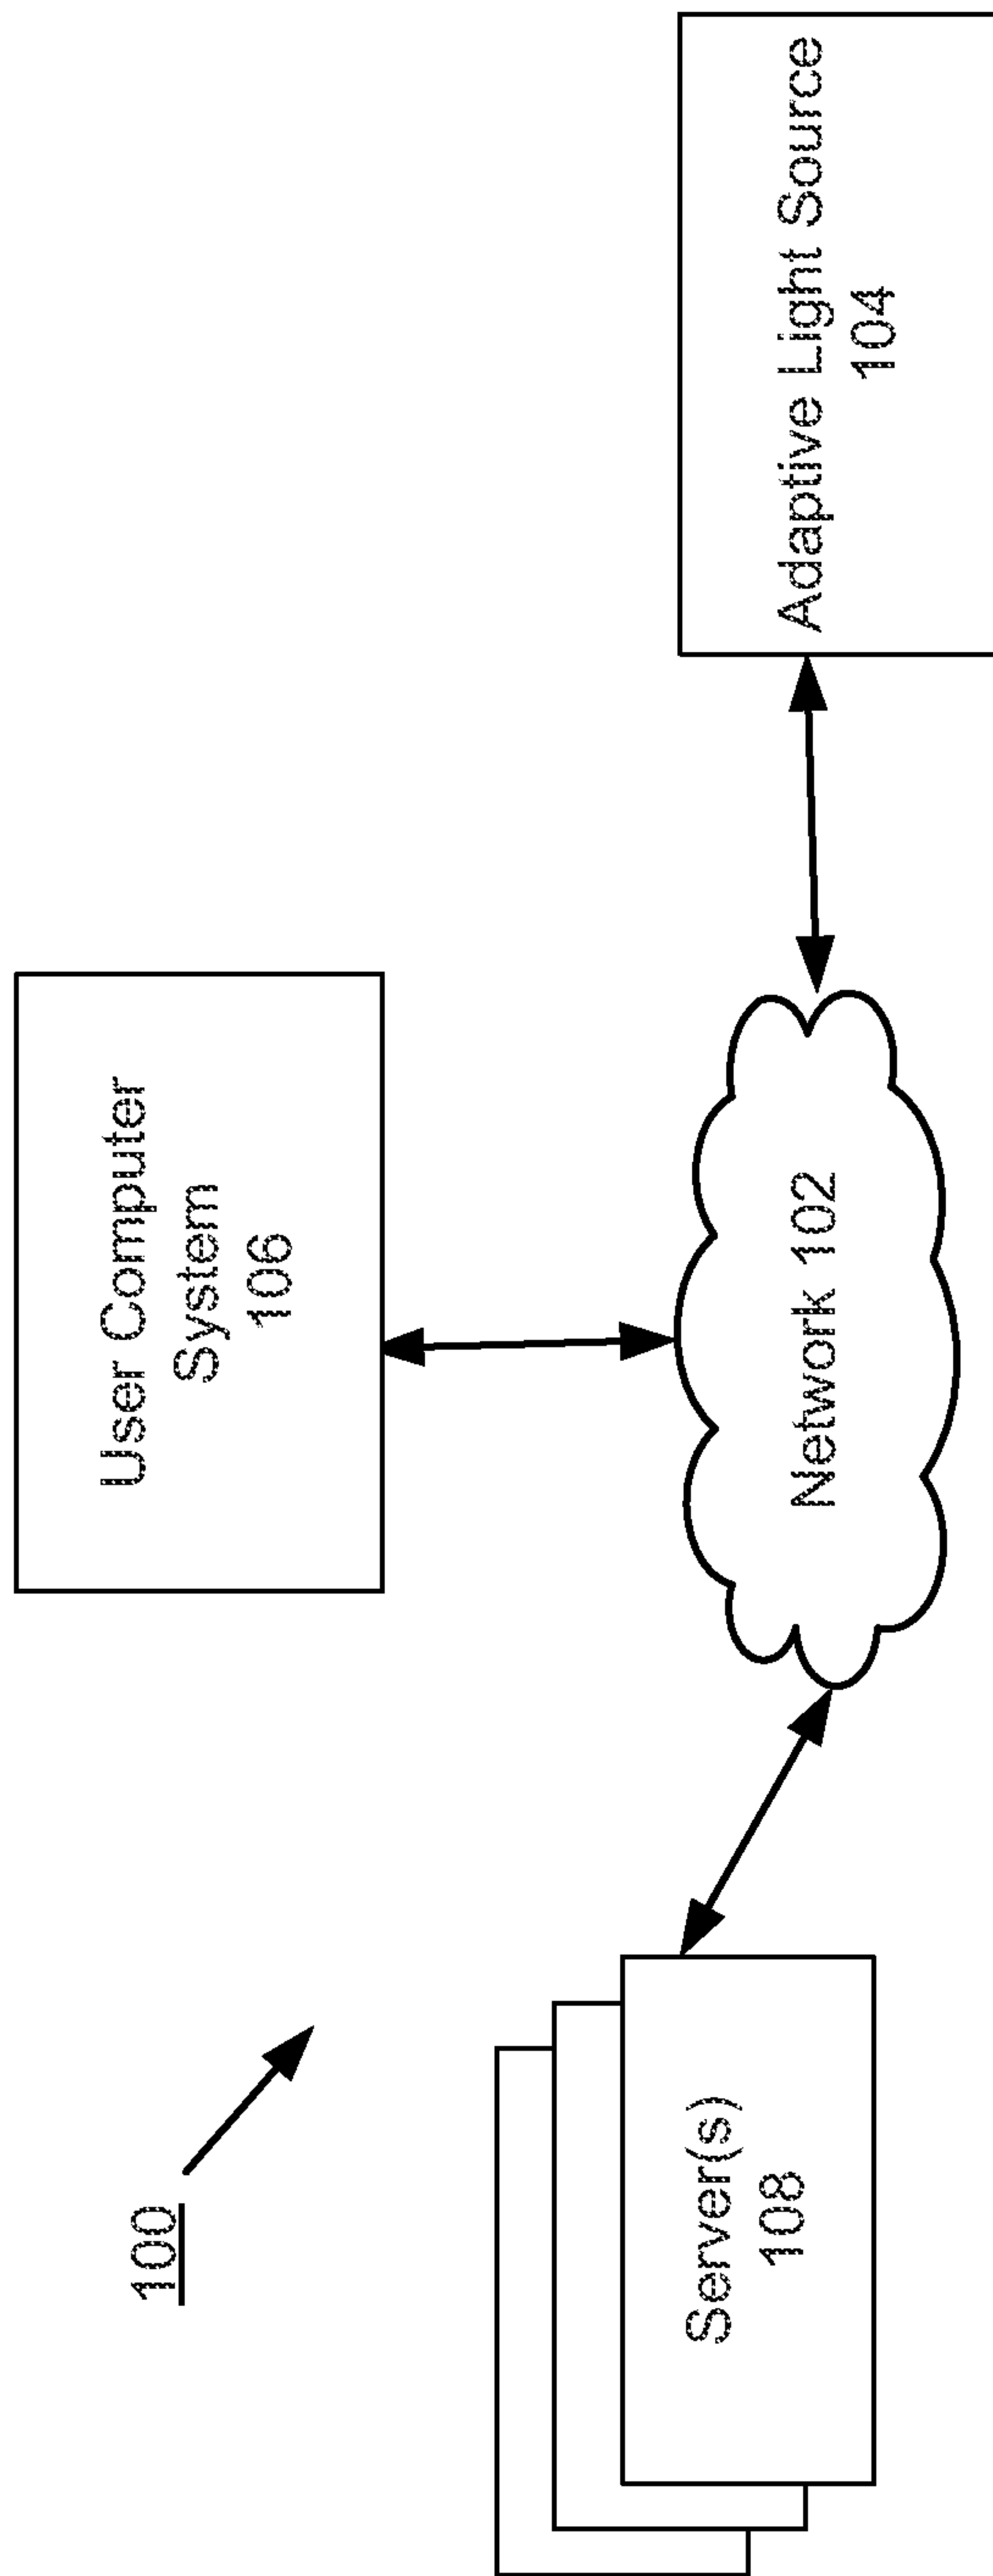 100
User Computer
System
106
Server(s)
108
Network 102
Adaptive Light Source
104